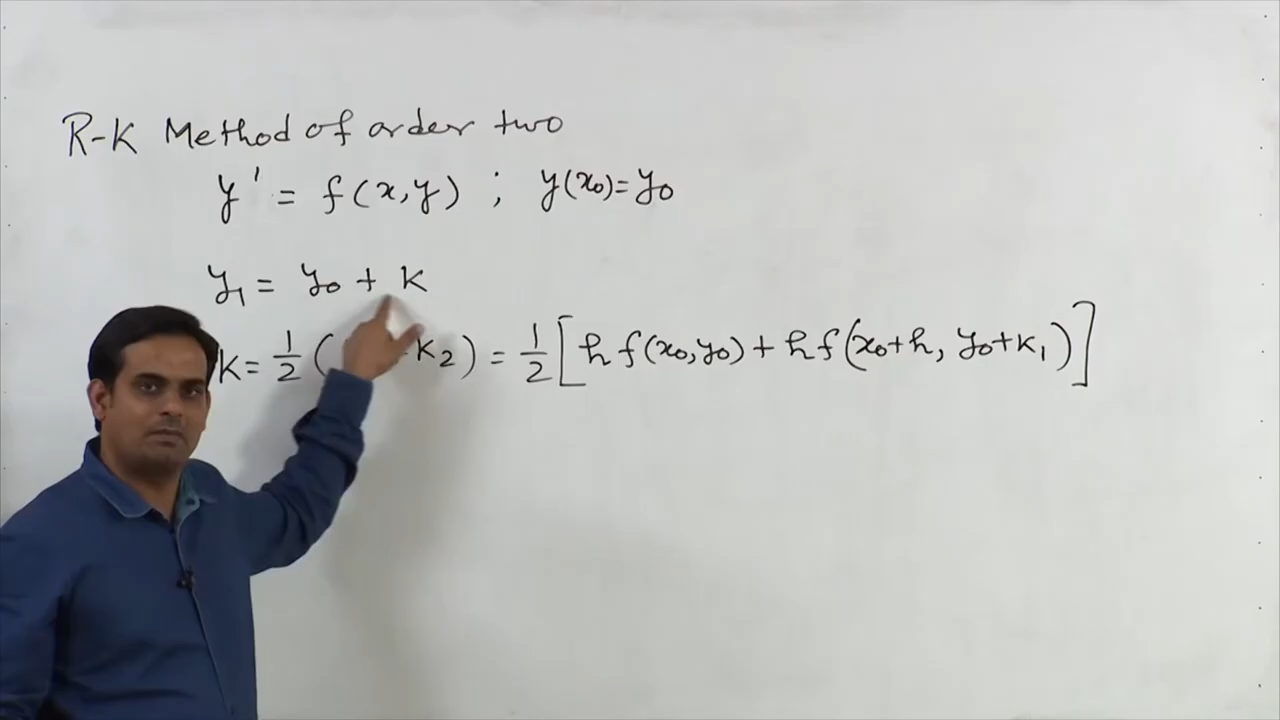 R-K Method of order two
y' = f(x,y) ; y(x₀)=y₀
y₁ = y₀ + k
k = 1/2 ( k₂) = 1/2 [h f(x₀,y₀) + h f(x₀+h, y₀+k₁)]